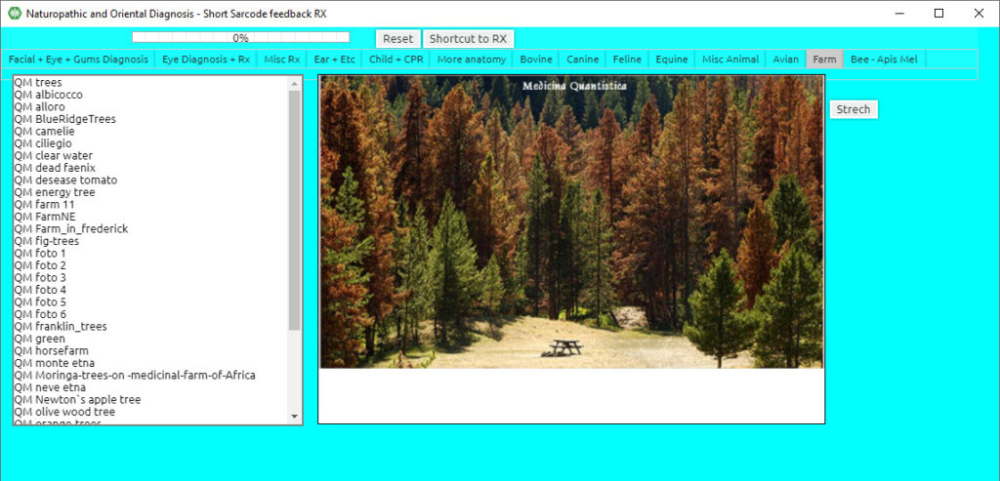 Naturopathic and Oriental Diagnosis - Short Sarcode feedback RX
0% Reset Shortcut to RX
Facial + Eye + Gums Diagnosis Eye Diagnosis + Rx Misc Rx Ear + Etc Child + CPR More anatomy Bovine Canine Feline Equine Misc Animal Avian Farm Bee - Apis Mel
QM trees
QM albicocco
QM alloro
QM BlueRidgeTrees
QM camelie
QM ciliegio
QM clear water
QM dead faenix
QM desease tomato
QM energy tree
QM farm 11
QM FarmNE
QM Farm_in_frederick
QM fig-trees
QM foto 1
QM foto 2
QM foto 3
QM foto 4
QM foto 5
QM foto 6
QM franklin_trees
QM green
QM horsefarm
QM monte etna
QM Moringa-trees-on -medicinal-farm-of-Africa
QM neve etna
QM Newton`s apple tree
QM olive wood tree
QM orange-trees
Medicina Quantistica
Strech